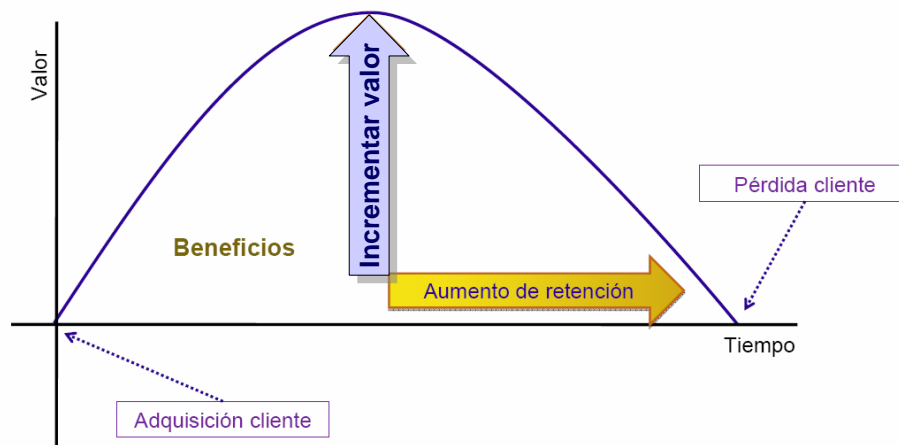 Valor
Incrementar valor
Pérdida cliente
Beneficios
Aumento de retención
Tiempo
Adquisición cliente